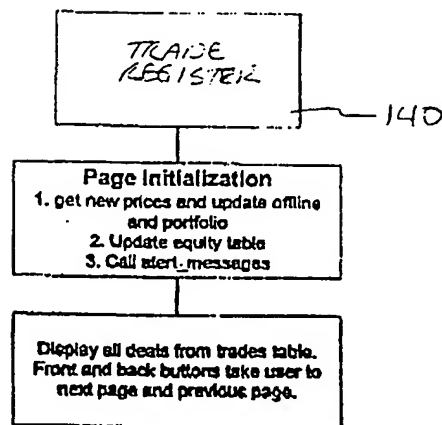 TRADE
REGISTER
140
Page Initialization
1. get new prices and update offline
and portfolio
2. Update equity table
3. Call alert_messages
Display all deals from trades table.
Front and back buttons take user to
next page and previous page.